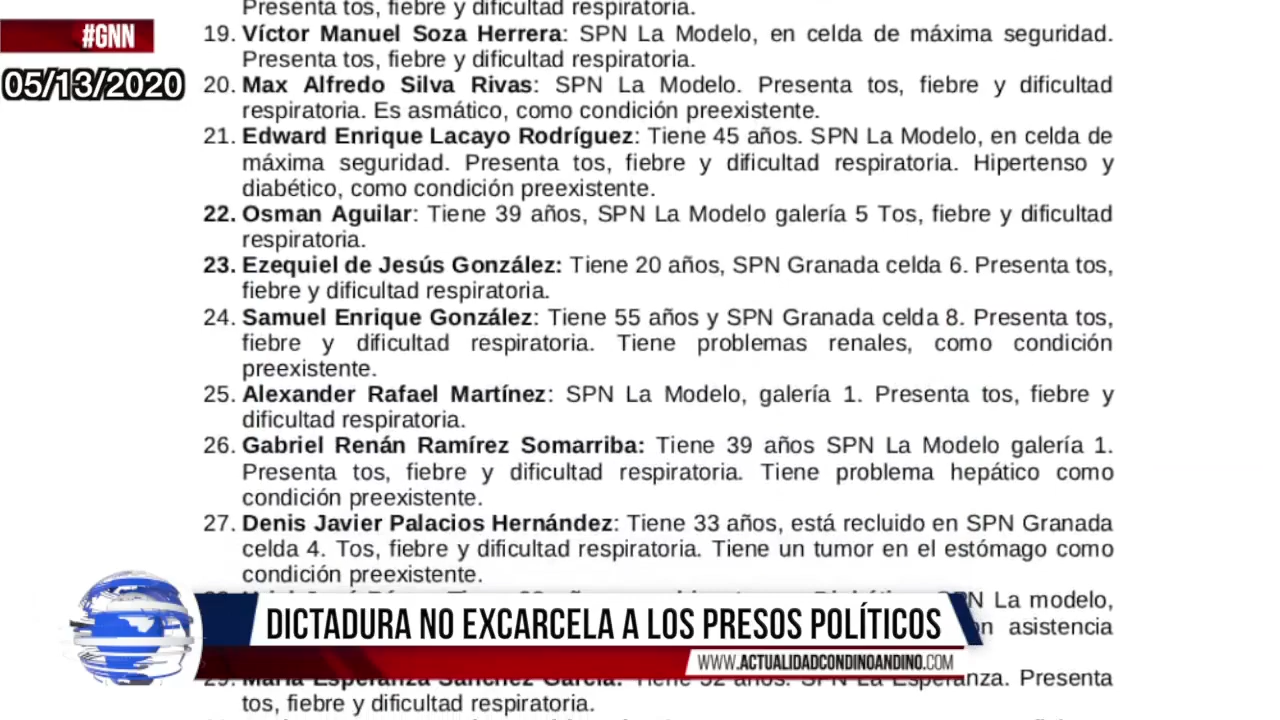 #GNN
05/13/2020
Presenta tos, fiebre y dificultad respiratoria.
19. Víctor Manuel Soza Herrera: SPN La Modelo, en celda de máxima seguridad.
Presenta tos, fiebre y dificultad respiratoria.
20. Max Alfredo Silva Rivas: SPN La Modelo. Presenta tos, fiebre y dificultad
respiratoria. Es asmático, como condición preexistente.
21. Edward Enrique Lacayo Rodríguez: Tiene 45 años. SPN La Modelo, en celda de
máxima seguridad. Presenta tos, fiebre y dificultad respiratoria. Hipertenso y
diabético, como condición preexistente.
22. Osman Aguilar: Tiene 39 años, SPN La Modelo galería 5 Tos, fiebre y dificultad
respiratoria.
23. Ezequiel de Jesús González: Tiene 20 años, SPN Granada celda 6. Presenta tos,
fiebre y dificultad respiratoria.
24. Samuel Enrique González: Tiene 55 años y SPN Granada celda 8. Presenta tos,
fiebre y dificultad respiratoria. Tiene problemas renales, como condición
preexistente.
25. Alexander Rafael Martínez: SPN La Modelo, galería 1. Presenta tos, fiebre y
dificultad respiratoria.
26. Gabriel Renán Ramírez Somarriba: Tiene 39 años SPN La Modelo galería 1.
Presenta tos, fiebre y dificultad respiratoria. Tiene problema hepático como
condición preexistente.
27. Denis Javier Palacios Hernández: Tiene 33 años, está recluido en SPN Granada
celda 4. Tos, fiebre y dificultad respiratoria. Tiene un tumor en el estómago como
condición preexistente.
La modelo,
asistencia
DICTADURA NO EXCARCELA A LOS PRESOS POLÍTICOS
WWW.ACTUALIDADCONDINOANDINO.COM
29. María Esperanza Sánchez García: Tiene 52 años. SPN La Esperanza. Presenta
tos, fiebre y dificultad respiratoria.